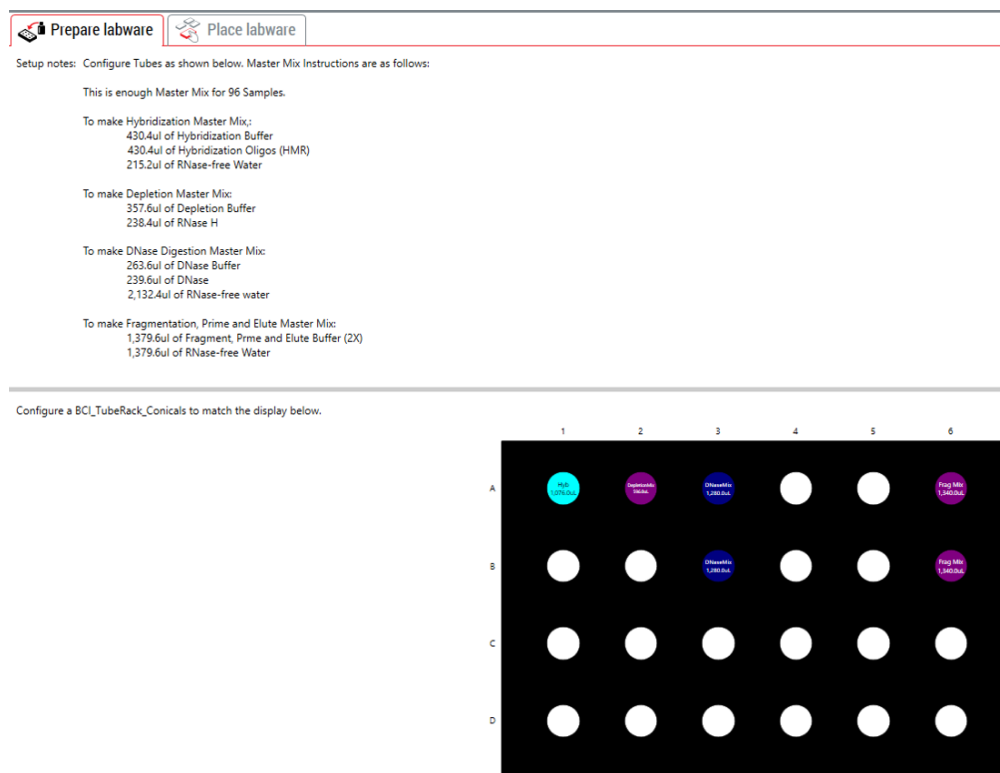 Prepare labware
Place labware
Setup notes: Configure Tubes as shown below. Master Mix Instructions are as follows:
This is enough Master Mix for 96 Samples.
To make Hybridization Master Mix,:
430.4ul of Hybridization Buffer
430.4ul of Hybridization Oligos (HMR)
215.2ul of RNase-free Water
To make Depletion Master Mix:
357.6ul of Depletion Buffer
238.4ul of RNase H
To make DNase Digestion Master Mix:
263.6ul of DNase Buffer
239.6ul of DNase
2,132.4ul of RNase-free water
To make Fragmentation, Prime and Elute Master Mix:
1,379.6ul of Fragment, Prme and Elute Buffer (2X)
1,379.6ul of RNase-free Water
Configure a BCI_TubeRack_Conicals to match the display below.
1 2 3 4 5 6
A
Hyb
1,076.0uL
DepletionMix
DNaseMix
1,280.0uL
Frag Mix
1,340.0uL
B
DNaseMix
1,280.0uL
Frag Mix
1,340.0uL
C
D